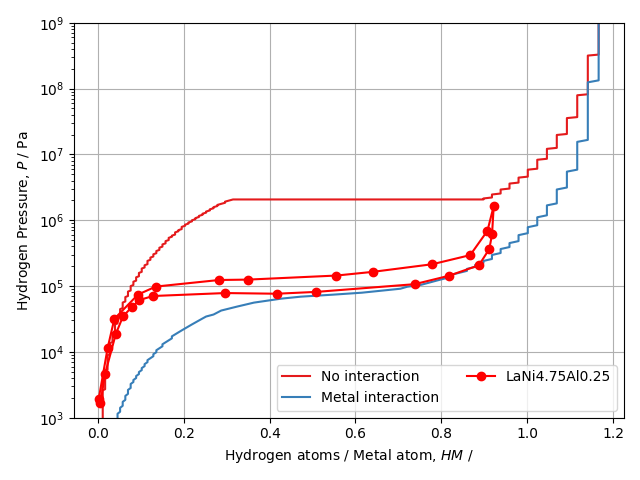 10⁹
10⁸
10⁷
10⁶
10⁵
10⁴
10³
Hydrogen Pressure, P / Pa
No interaction
Metal interaction
LaNi4.75Al0.25
0.0 0.2 0.4 0.6 0.8 1.0 1.2
Hydrogen atoms / Metal atom, HM /